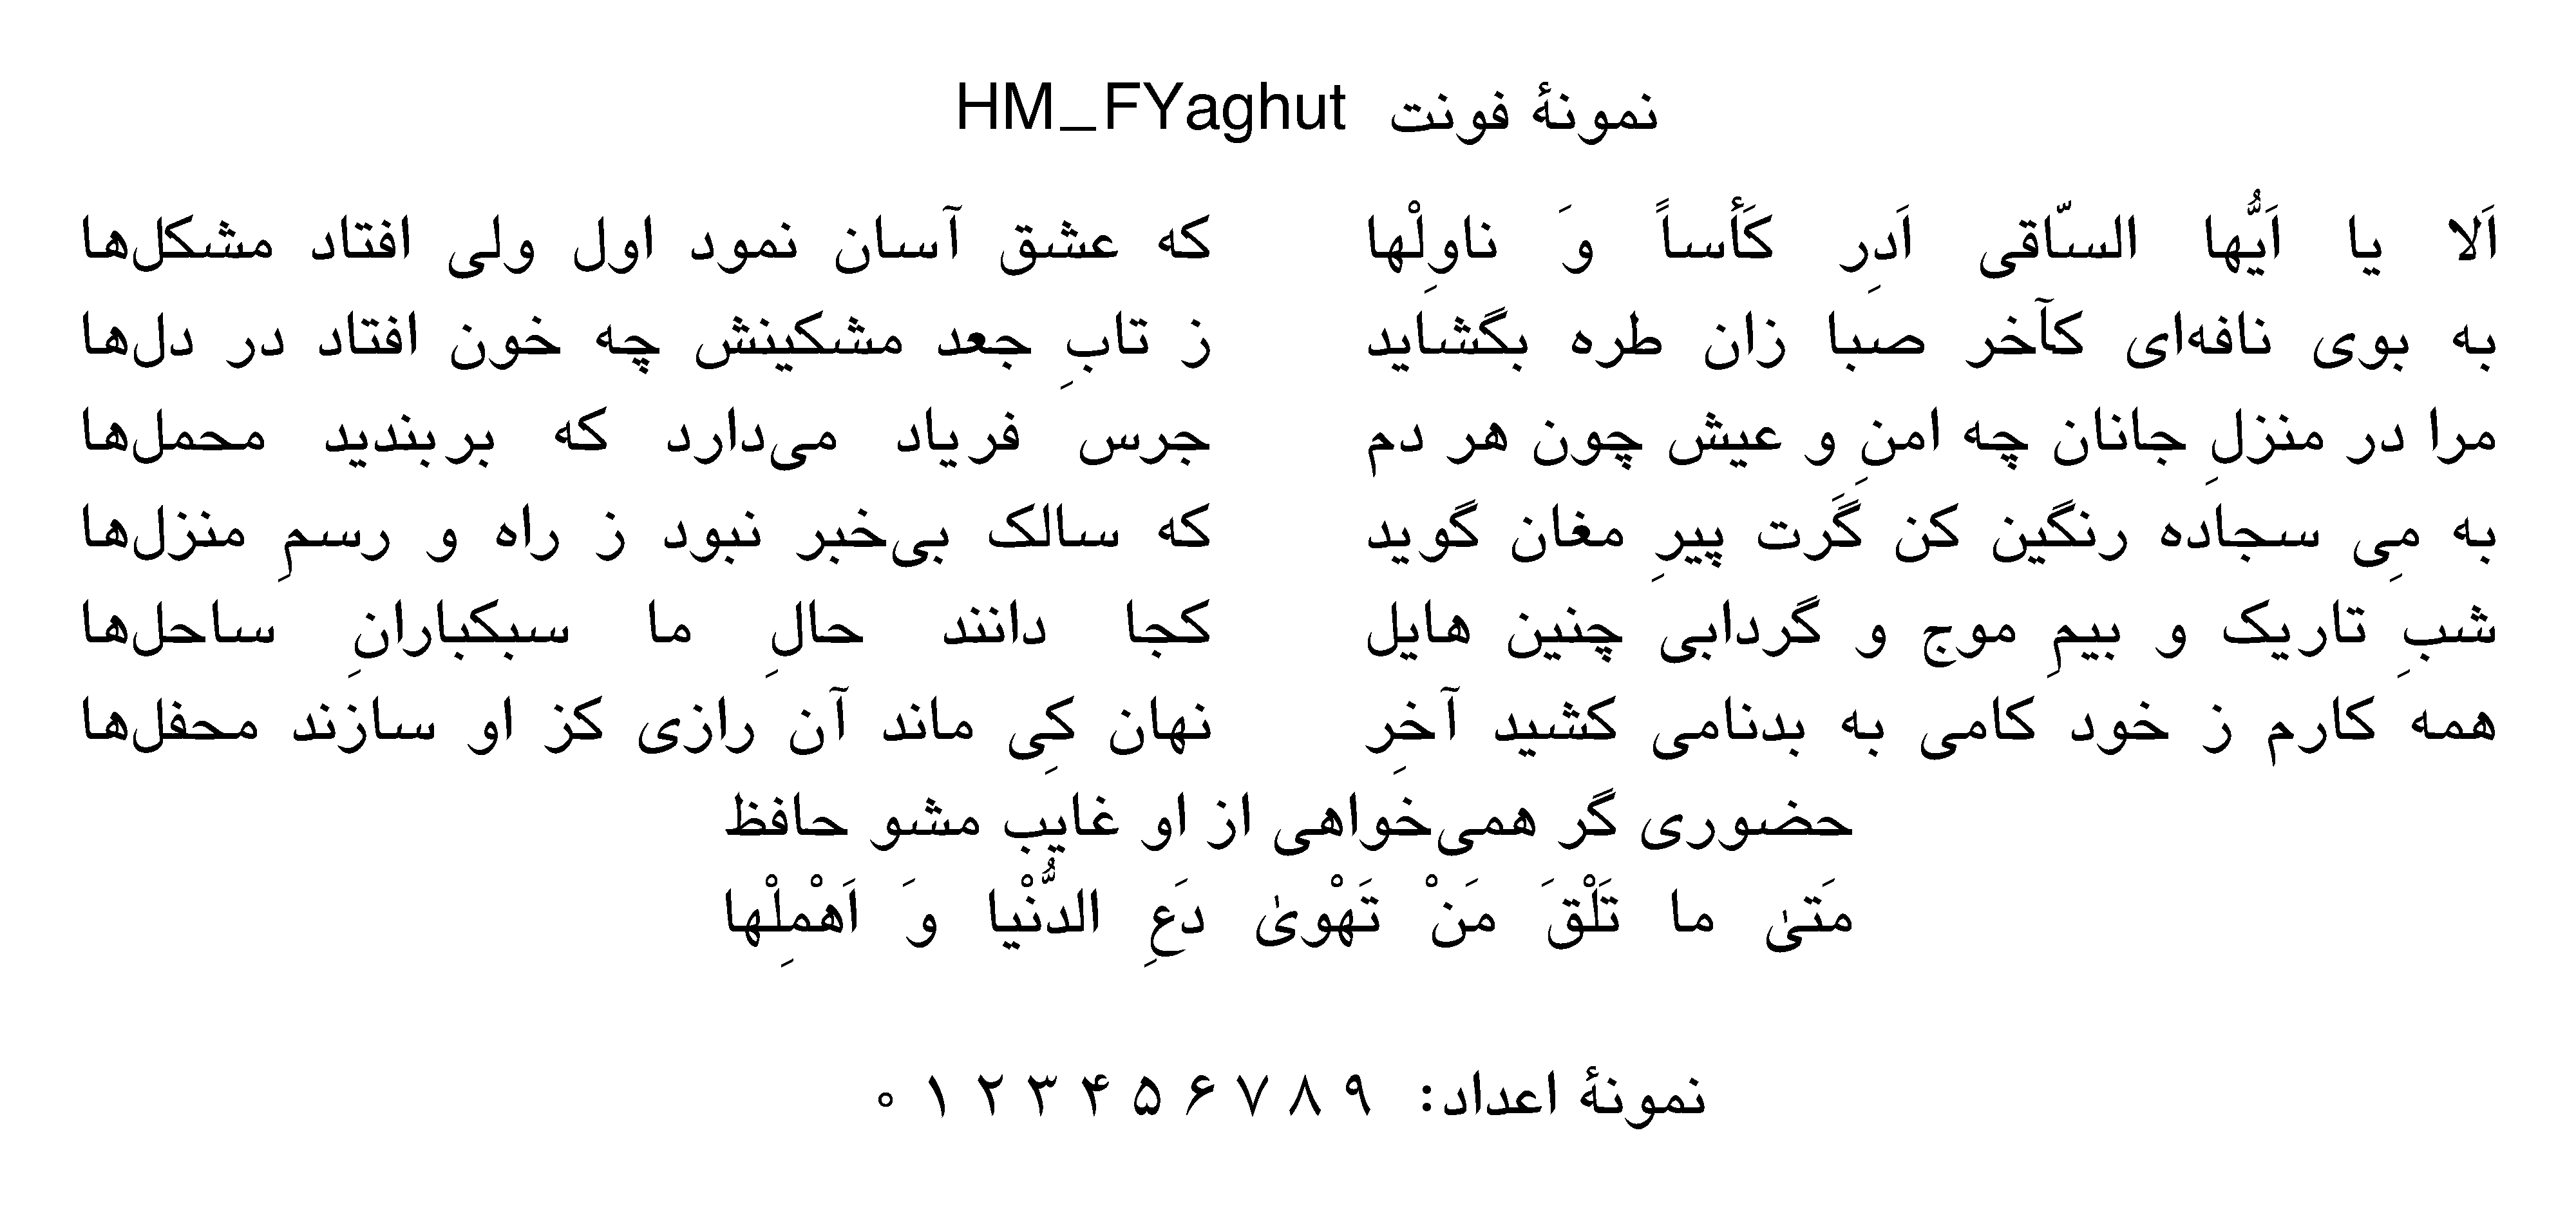 نمونهٔ فونت HM_FYaghut
اَلا یا اَیُّها السّاقی اَدِر کَأساً وَ ناوِلْها که عشق آسان نمود اول ولی افتاد مشکل‌ها
به بوی نافه‌ای کآخر صبا زان طره بگشاید ز تابِ جعد مشکینش چه خون افتاد در دل‌ها
مرا در منزلِ جانان چه امنِ و عیش چون هر دم جرس فریاد می‌دارد که بربندید محمل‌ها
به مِی سجاده رنگین کن گَرت پیرِ مغان گوید که سالک بی‌خبر نبود ز راه و رسمِ منزل‌ها
شبِ تاریک و بیمِ موج و گردابی چنین هایل کجا دانند حالِ ما سبکبارانِ ساحل‌ها
همه کارم ز خود کامی به بدنامی کشید آخِر نهان کِی ماند آن رازی کز او سازند محفل‌ها
حضوری گر همی‌خواهی از او غایب مشو حافظ
مَتیٰ ما تَلْقَ مَنْ تَهْویٰ دَعِ الدُّنْیا وَ اَهْمِلْها
نمونهٔ اعداد: ۹ ۸ ۷ ۶ ۵ ۴ ۳ ۲ ۱ ۰